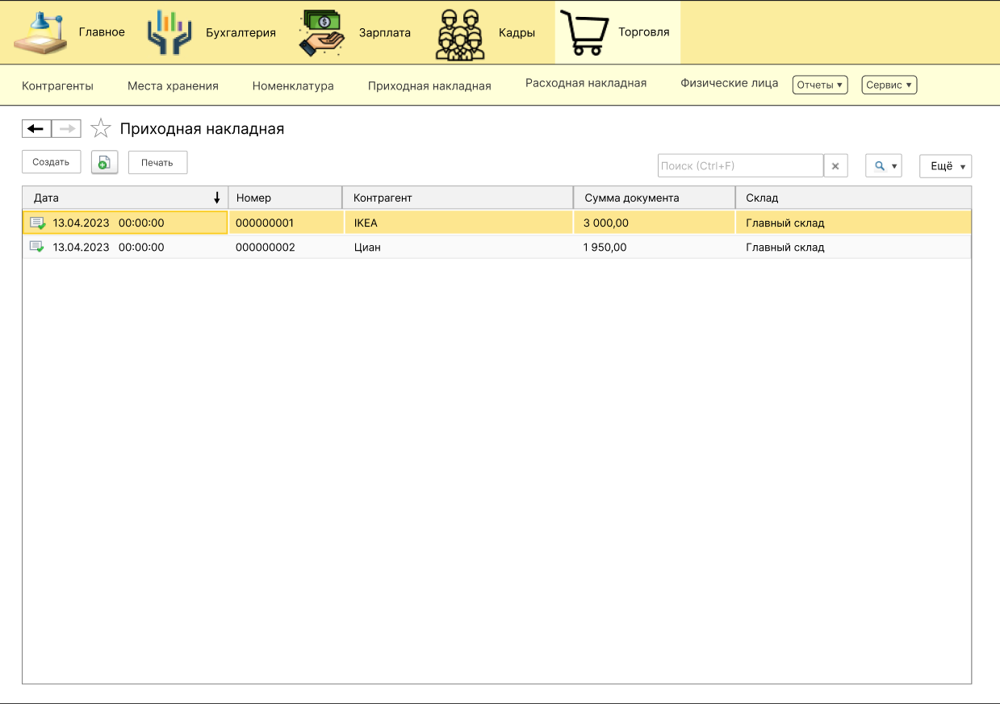 Главное Бухгалтерия Зарплата Кадры Торговля
Контрагенты Места хранения Номенклатура Приходная накладная Расходная накладная Физические лица Отчеты ▾ Сервис ▾
Приходная накладная
Создать Печать Поиск (Ctrl+F) × Ещё ▾
Дата Номер Контрагент Сумма документа Склад
13.04.2023 00:00:00 000000001 IKEA 3 000,00 Главный склад
13.04.2023 00:00:00 000000002 Циан 1 950,00 Главный склад